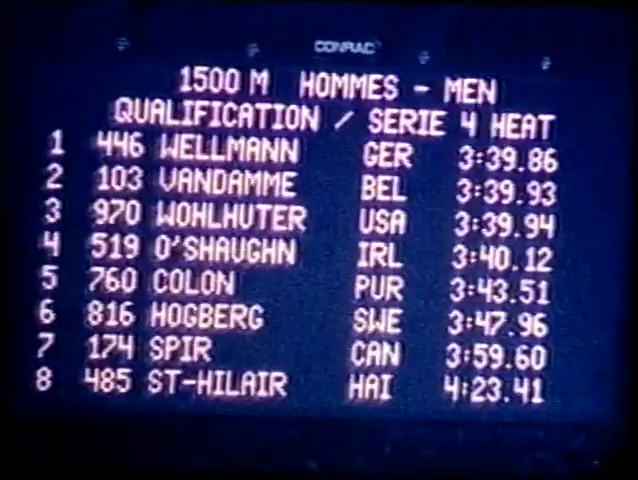 CONRAC
1500 M HOMMES - MEN
QUALIFICATION / SERIE 4 HEAT
1 446 WELLMANN GER 3:39.86
2 103 VANDAMME BEL 3:39.93
3 970 WOHLHUTER USA 3:39.94
4 519 O'SHAUGHN IRL 3:40.12
5 760 COLON PUR 3:43.51
6 816 HOGBERG SWE 3:47.96
7 174 SPIR CAN 3:59.60
8 485 ST-HILAIR HAI 4:23.41